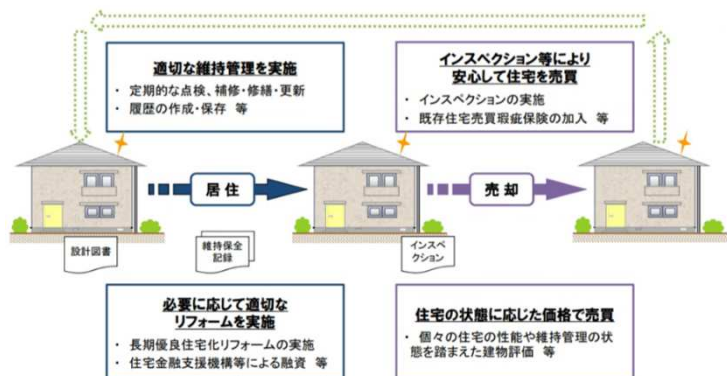 適切な維持管理を実施
・ 定期的な点検、補修・修繕・更新
・ 履歴の作成・保存 等
インスペクション等により
安心して住宅を売買
・ インスペクションの実施
・ 既存住宅売買瑕疵保険の加入 等
居住
売却
設計図書
維持保全
記録
インスペ
クション
必要に応じて適切な
リフォームを実施
・ 長期優良住宅化リフォームの実施
・ 住宅金融支援機構等による融資 等
住宅の状態に応じた価格で売買
・ 個々の住宅の性能や維持管理の状
態を踏まえた建物評価 等